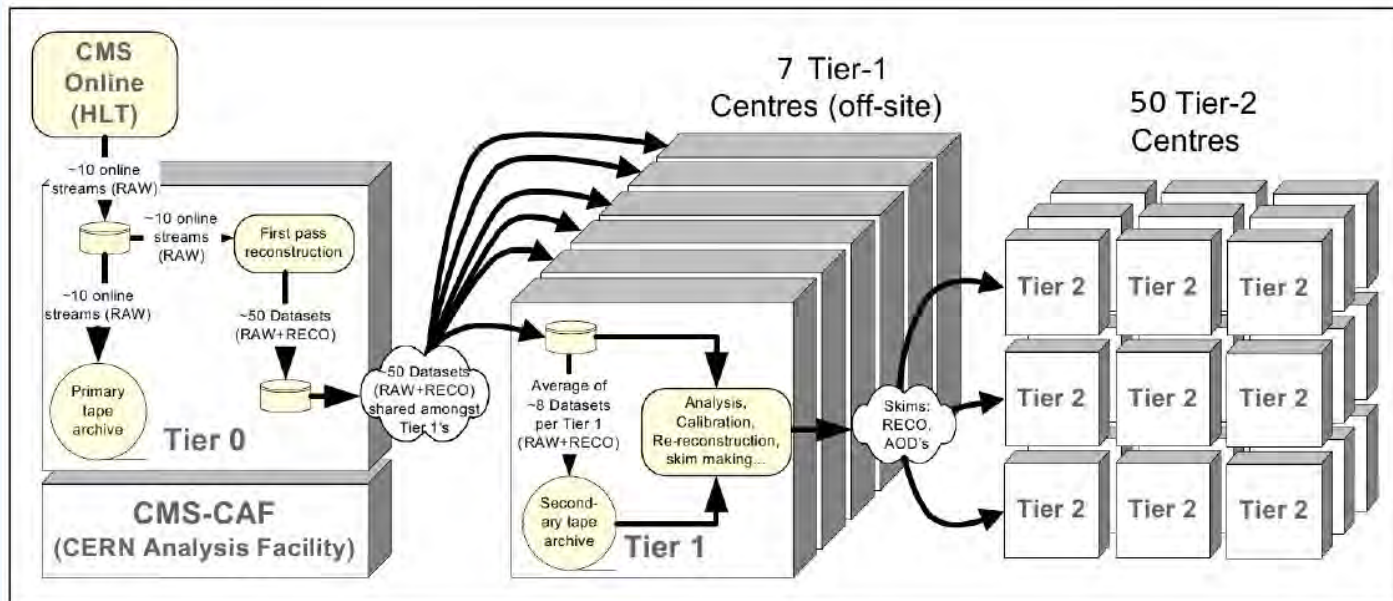 CMS
Online
(HLT)
~10 online
streams (RAW)
~10 online
streams
(RAW)
First pass
reconstruction
~10 online
streams (RAW)
~50 Datasets
(RAW+RECO)
Primary
tape
archive
Tier 0
CMS-CAF
(CERN Analysis Facility)
~50 Datasets
(RAW+RECO)
shared amongst
Tier 1's
7 Tier-1
Centres (off-site)
Average of
~8 Datasets
per Tier 1
(RAW+RECO)
Analysis,
Calibration,
Re-reconstruction,
skim making...
Second-
ary tape
archive
Tier 1
Skims:
RECO,
AOD's
50 Tier-2
Centres
Tier 2
Tier 2
Tier 2
Tier 2
Tier 2
Tier 2
Tier 2
Tier 2
Tier 2